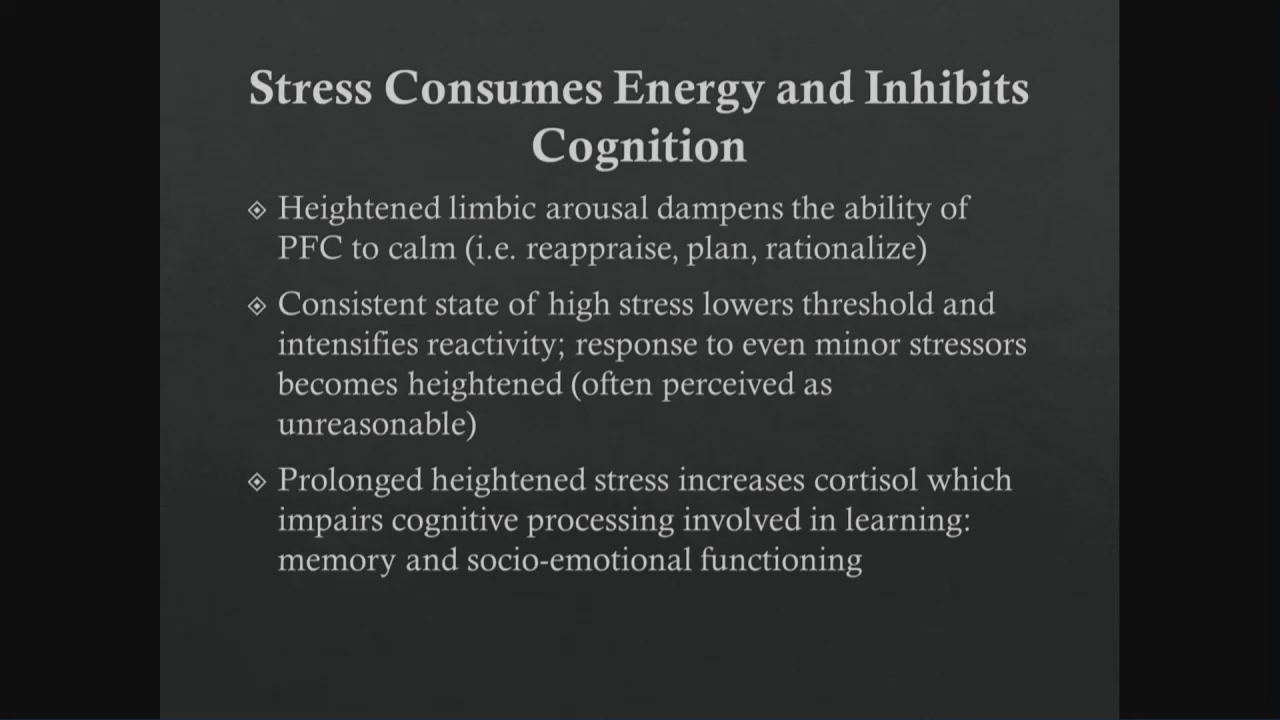 Stress Consumes Energy and Inhibits
Cognition
Heightened limbic arousal dampens the ability of
PFC to calm (i.e. reappraise, plan, rationalize)
Consistent state of high stress lowers threshold and
intensifies reactivity; response to even minor stressors
becomes heightened (often perceived as
unreasonable)
Prolonged heightened stress increases cortisol which
impairs cognitive processing involved in learning:
memory and socio-emotional functioning